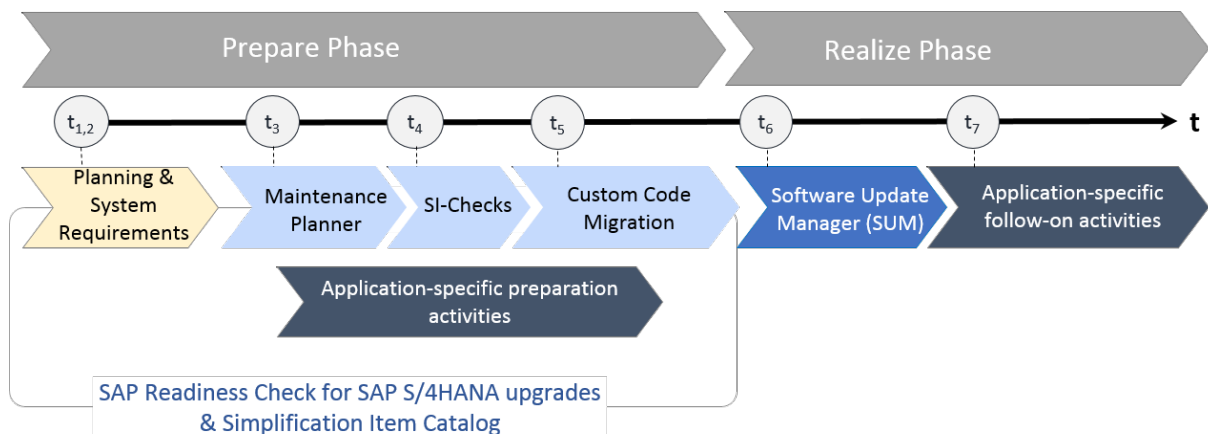 Prepare Phase
Realize Phase
t1,2
t3
t4
t5
t6
t7
t
Planning &
System
Requirements
Maintenance
Planner
SI-Checks
Custom Code
Migration
Software Update
Manager (SUM)
Application-specific
follow-on activities
Application-specific preparation
activities
SAP Readiness Check for SAP S/4HANA upgrades
& Simplification Item Catalog